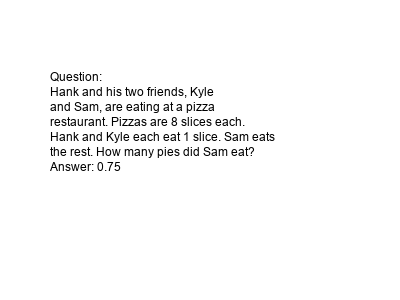 Question:
Hank and his two friends, Kyle
and Sam, are eating at a pizza
restaurant. Pizzas are 8 slices each.
Hank and Kyle each eat 1 slice. Sam eats
the rest. How many pies did Sam eat?
Answer: 0.75